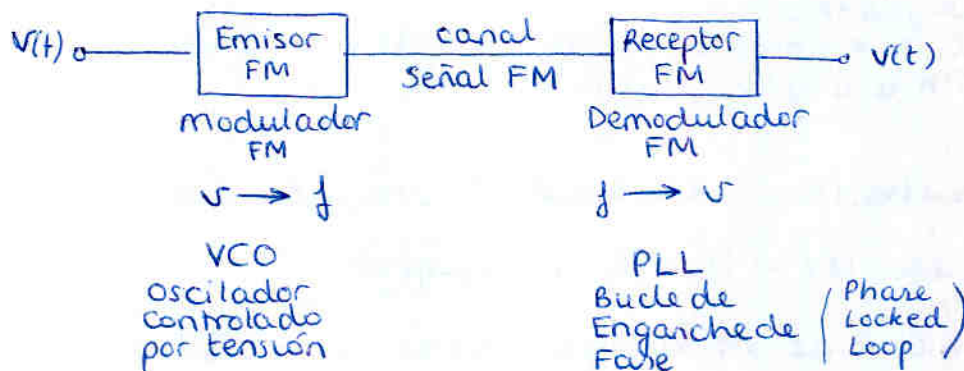 V(t)
Emisor
FM
canal
Señal FM
Receptor
FM
V(t)
modulador
FM
Demodulador
FM
v → f
f → v
VCO
oscilador
controlado
por tensión
PLL
Bucle de
Enganche de
Fase
(Phase
Locked
Loop)